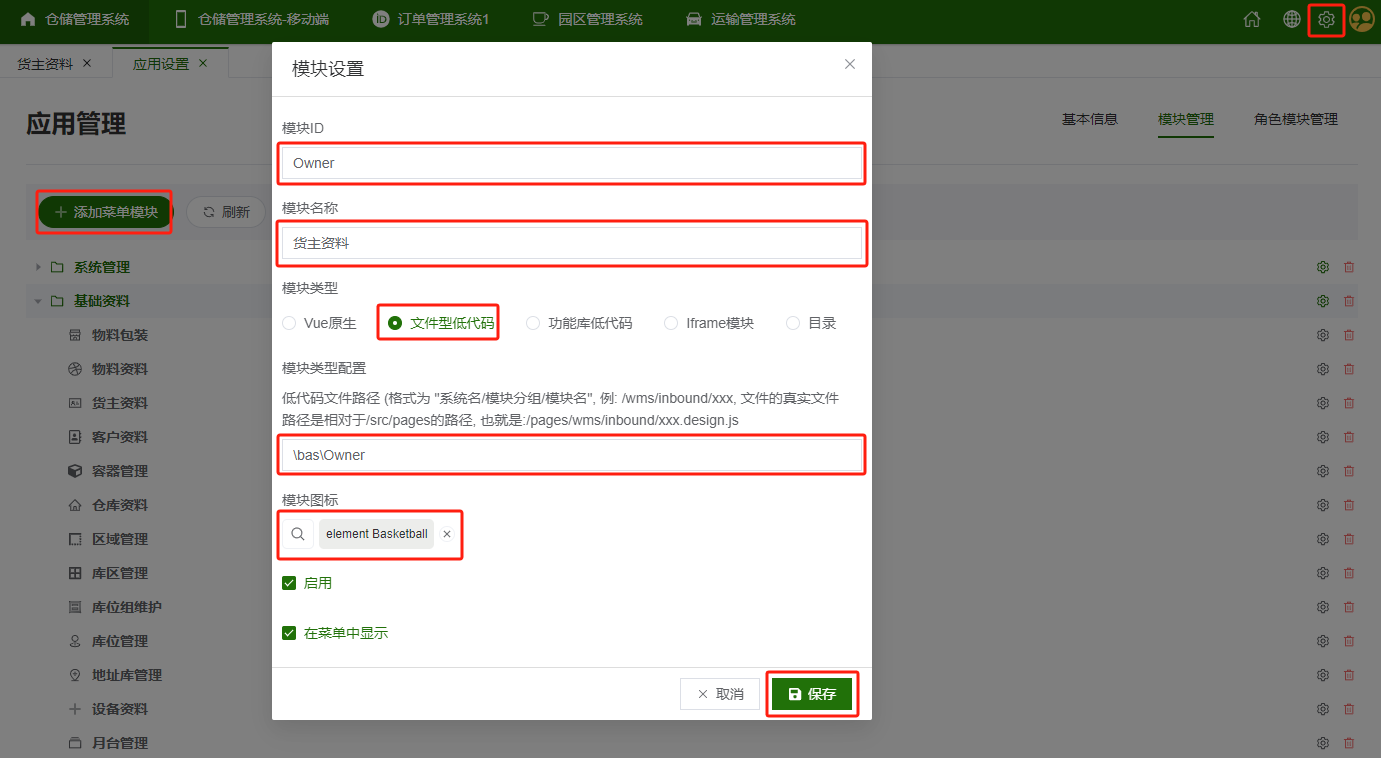 仓储管理系统
仓储管理系统-移动端
订单管理系统1
园区管理系统
运输管理系统
货主资料
应用设置
应用管理
基本信息
模块管理
角色模块管理
添加菜单模块
刷新
系统管理
基础资料
物料包装
物料资料
货主资料
客户资料
容器管理
仓库资料
区域管理
库区管理
库位组维护
库位管理
地址库管理
设备资料
月台管理
模块设置
模块ID
Owner
模块名称
货主资料
模块类型
Vue原生
文件型低代码
功能库低代码
Iframe模块
目录
模块类型配置
低代码文件路径 (格式为 "系统名/模块分组/模块名", 例: /wms/inbound/xxx, 文件的真实文件
路径是相对于/src/pages的路径, 也就是:/pages/wms/inbound/xxx.design.js
\bas\Owner
模块图标
element Basketball
启用
在菜单中显示
取消
保存